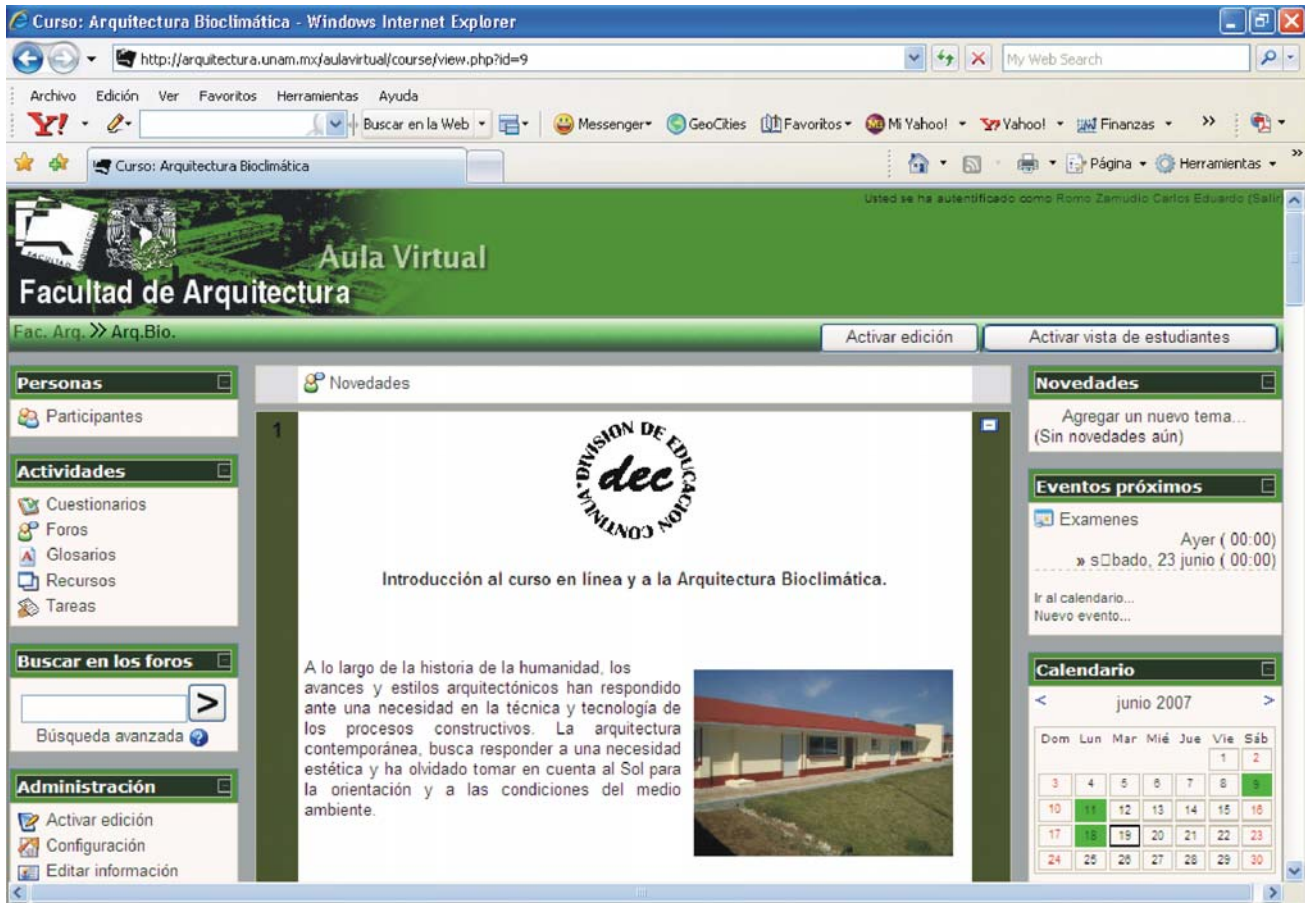 Curso: Arquitectura Bioclimática - Windows Internet Explorer
http://arquitectura.unam.mx/aulavirtual/course/view.php?id=9
My Web Search
Archivo Edición Ver Favoritos Herramientas Ayuda
Y! Buscar en la Web Messenger GeoCities Favoritos Mi Yahoo! Yahoo! Finanzas »
Curso: Arquitectura Bioclimática
Página Herramientas »
Usted se ha autentificado como Romo Zamudio Carlos Eduardo (Salir)
Aula Virtual
Facultad de Arquitectura
Fac. Arq. » Arq.Bio.
Activar edición
Activar vista de estudiantes
Personas
Participantes
Actividades
Cuestionarios
Foros
Glosarios
Recursos
Tareas
Buscar en los foros
>
Búsqueda avanzada ?
Administración
Activar edición
Configuración
Editar información
Novedades
1
DIVISION DE EDUCACION CONTINUA
dec
Introducción al curso en línea y a la Arquitectura Bioclimática.
A lo largo de la historia de la humanidad, los
avances y estilos arquitectónicos han respondido
ante una necesidad en la técnica y tecnología de
los procesos constructivos. La arquitectura
contemporánea, busca responder a una necesidad
estética y ha olvidado tomar en cuenta al Sol para
la orientación y a las condiciones del medio
ambiente.
Novedades
Agregar un nuevo tema...
(Sin novedades aún)
Eventos próximos
Examenes
Ayer ( 00:00)
» s□bado, 23 junio ( 00:00)
Ir al calendario...
Nuevo evento...
Calendario
< junio 2007 >
Dom Lun Mar Mié Jue Vie Sáb
1 2
3 4 5 6 7 8 9
10 11 12 13 14 15 16
17 18 19 20 21 22 23
24 25 26 27 28 29 30